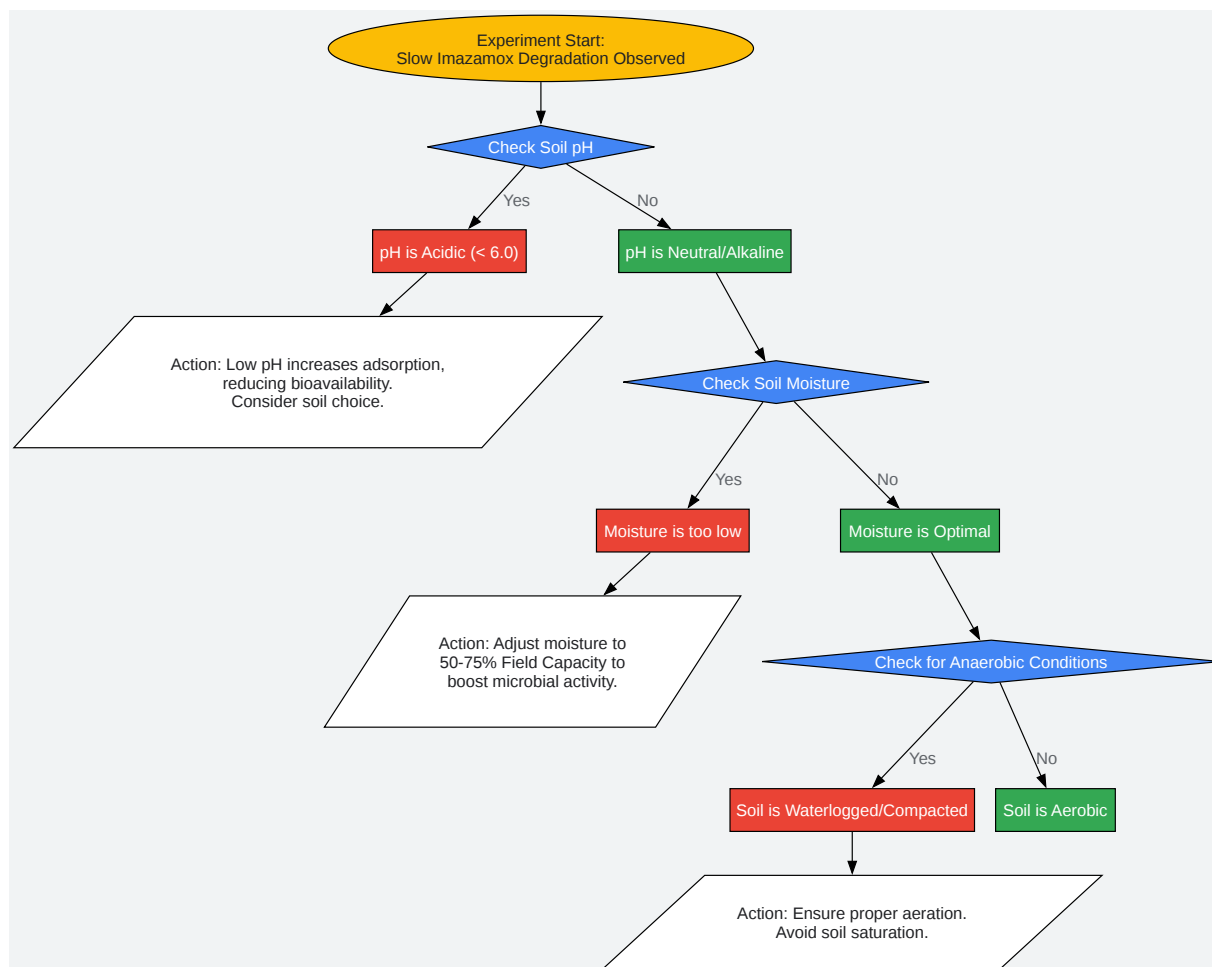 Experiment Start:
Slow Imazamox Degradation Observed
Check Soil pH
Yes
No
pH is Acidic (< 6.0)
pH is Neutral/Alkaline
Action: Low pH increases adsorption,
reducing bioavailability.
Consider soil choice.
Check Soil Moisture
Yes
No
Moisture is too low
Moisture is Optimal
Action: Adjust moisture to
50-75% Field Capacity to
boost microbial activity.
Check for Anaerobic Conditions
Yes
No
Soil is Waterlogged/Compacted
Soil is Aerobic
Action: Ensure proper aeration.
Avoid soil saturation.